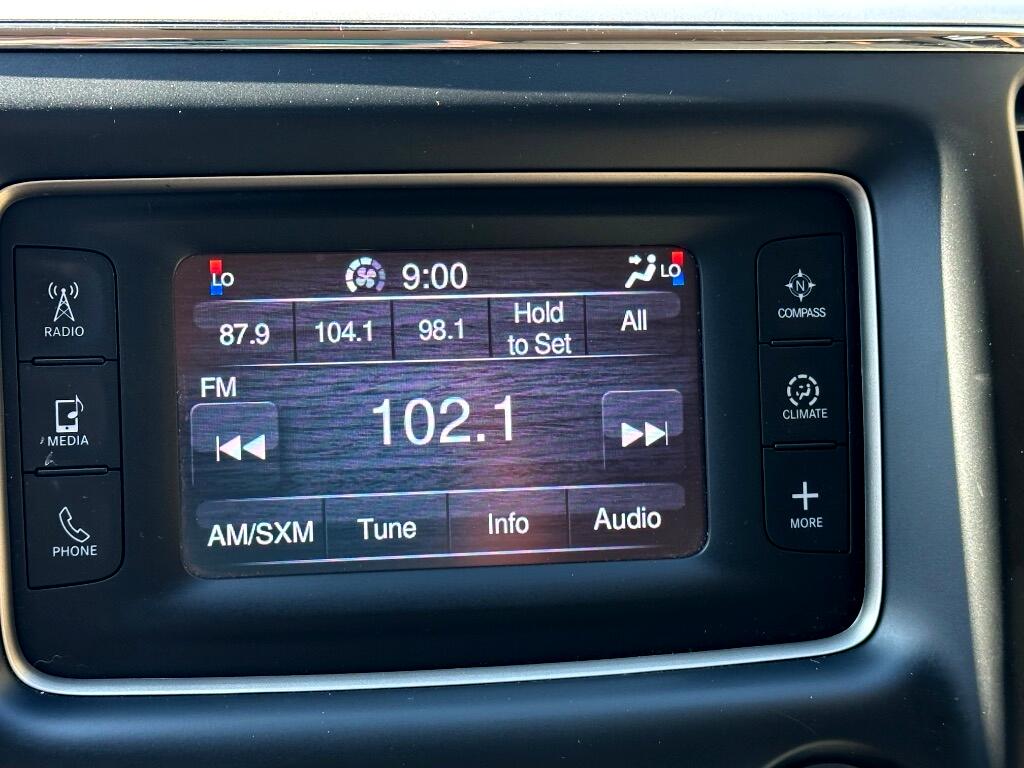 LO 9:00 LO
87.9 104.1 98.1 Hold to Set All
FM
102.1
AM/SXM Tune Info Audio
RADIO
MEDIA
PHONE
N
COMPASS
CLIMATE
MORE